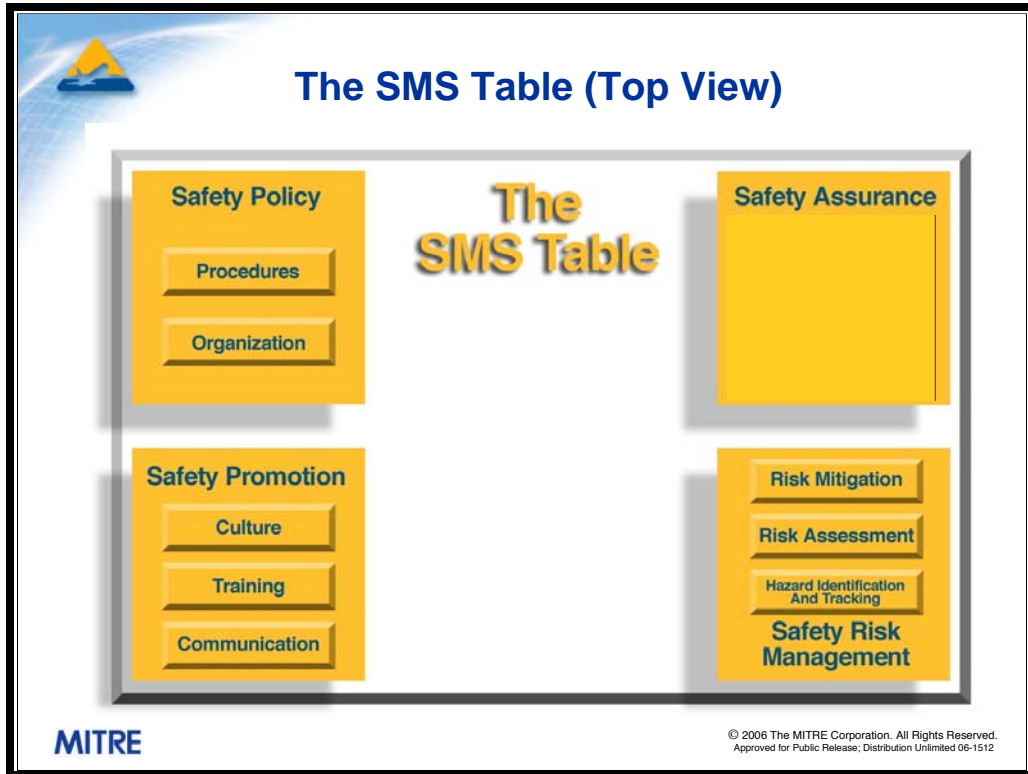 The SMS Table (Top View)
The
SMS Table
Safety Policy
Procedures
Organization
Safety Assurance
Safety Promotion
Culture
Training
Communication
Risk Mitigation
Risk Assessment
Hazard Identification
And Tracking
Safety Risk
Management
MITRE
© 2006 The MITRE Corporation. All Rights Reserved.
Approved for Public Release; Distribution Unlimited 06-1512